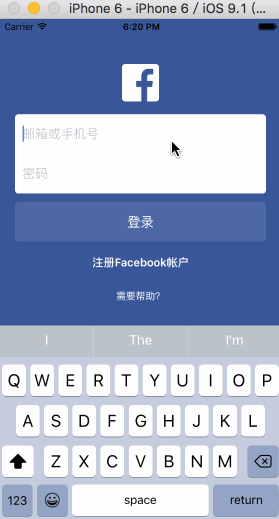 iPhone 6 - iPhone 6 / iOS 9.1 (...
Carrier 6:20 PM
邮箱或手机号
密码
登录
注册Facebook帐户
需要帮助?
I The I'm
Q W E R T Y U I O P
A S D F G H J K L
Z X C V B N M
123 space return